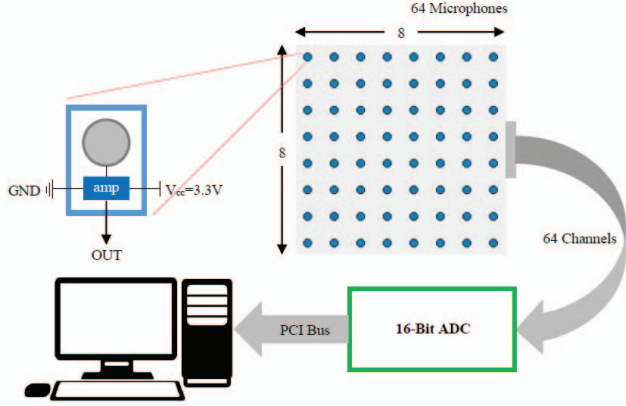 64 Microphones
8
8
amp
GND
Vcc=3.3V
OUT
64 Channels
PCI Bus
16-Bit ADC